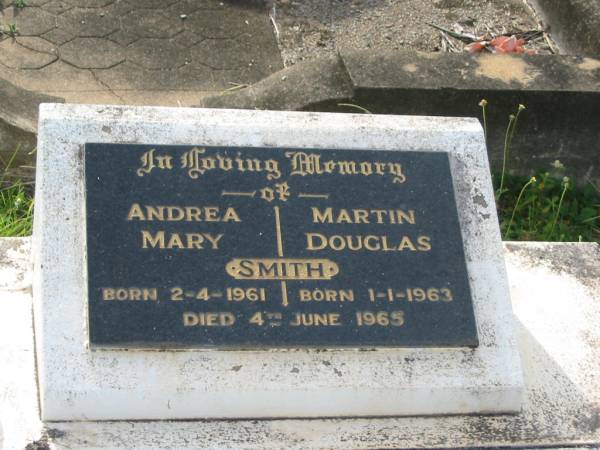 In Loving Memory
of
ANDREA MARTIN
MARY DOUGLAS
SMITH
BORN 2-4-1961 BORN 1-1-1963
DIED 4TH JUNE 1965